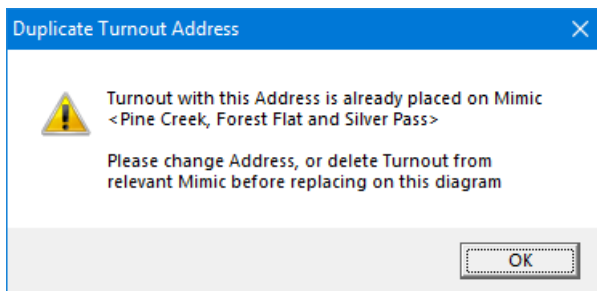 Duplicate Turnout Address
Turnout with this Address is already placed on Mimic
<Pine Creek, Forest Flat and Silver Pass>
Please change Address, or delete Turnout from
relevant Mimic before replacing on this diagram
OK